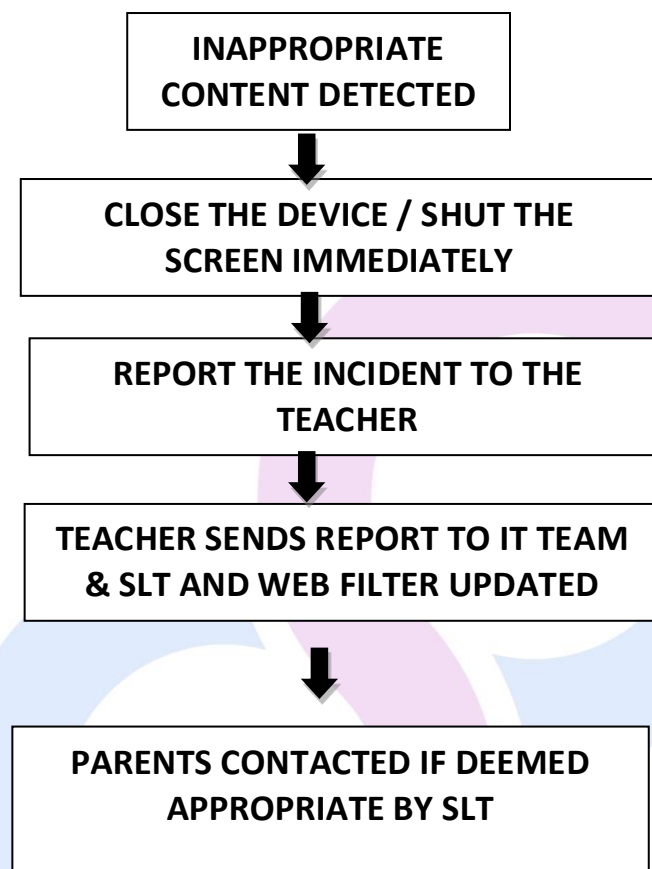 INAPPROPRIATE
CONTENT DETECTED
CLOSE THE DEVICE / SHUT THE
SCREEN IMMEDIATELY
REPORT THE INCIDENT TO THE
TEACHER
TEACHER SENDS REPORT TO IT TEAM
& SLT AND WEB FILTER UPDATED
PARENTS CONTACTED IF DEEMED
APPROPRIATE BY SLT